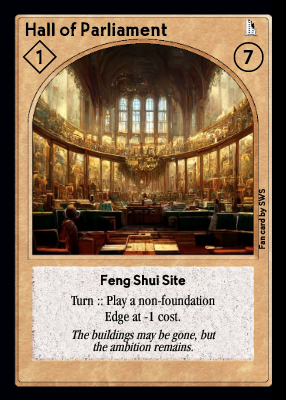 Hall of Parliament
1
7
Fan card by SWS
Feng Shui Site
Turn :: Play a non-foundation
Edge at -1 cost.
The buildings may be gone, but
the ambition remains.